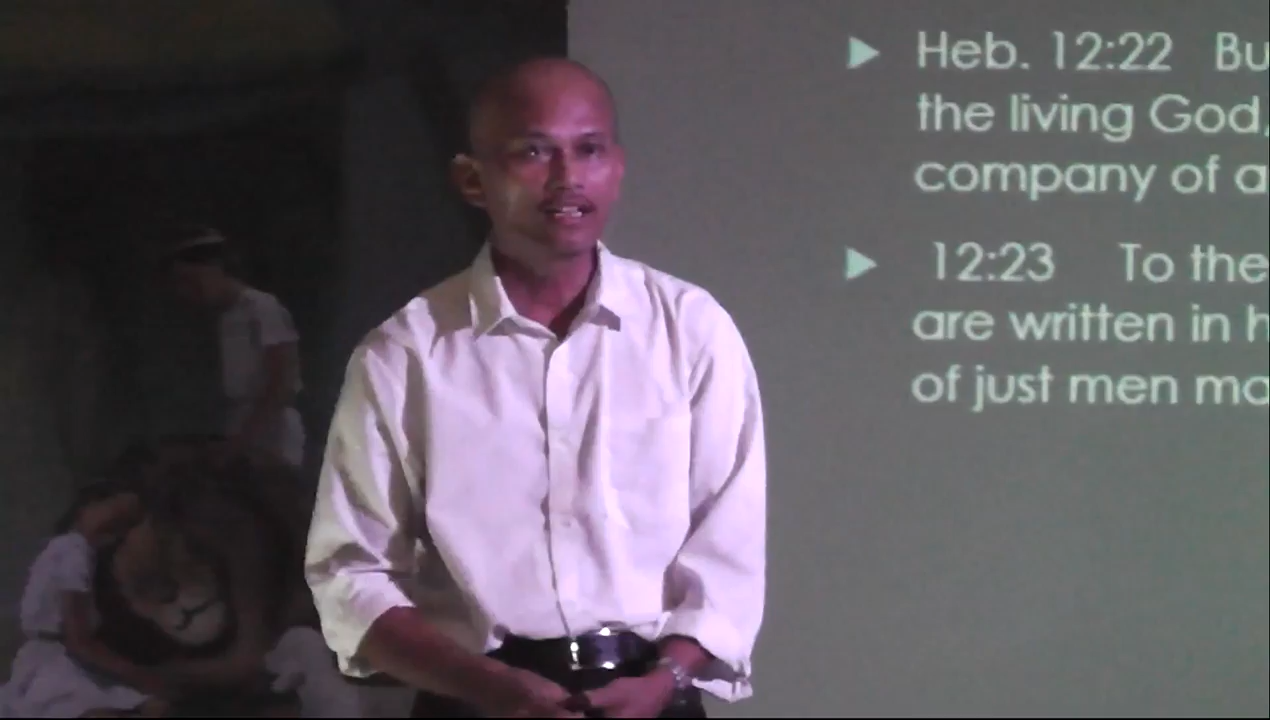 Heb. 12:22 Bu
the living God,
company of a
12:23 To the
are written in h
of just men ma